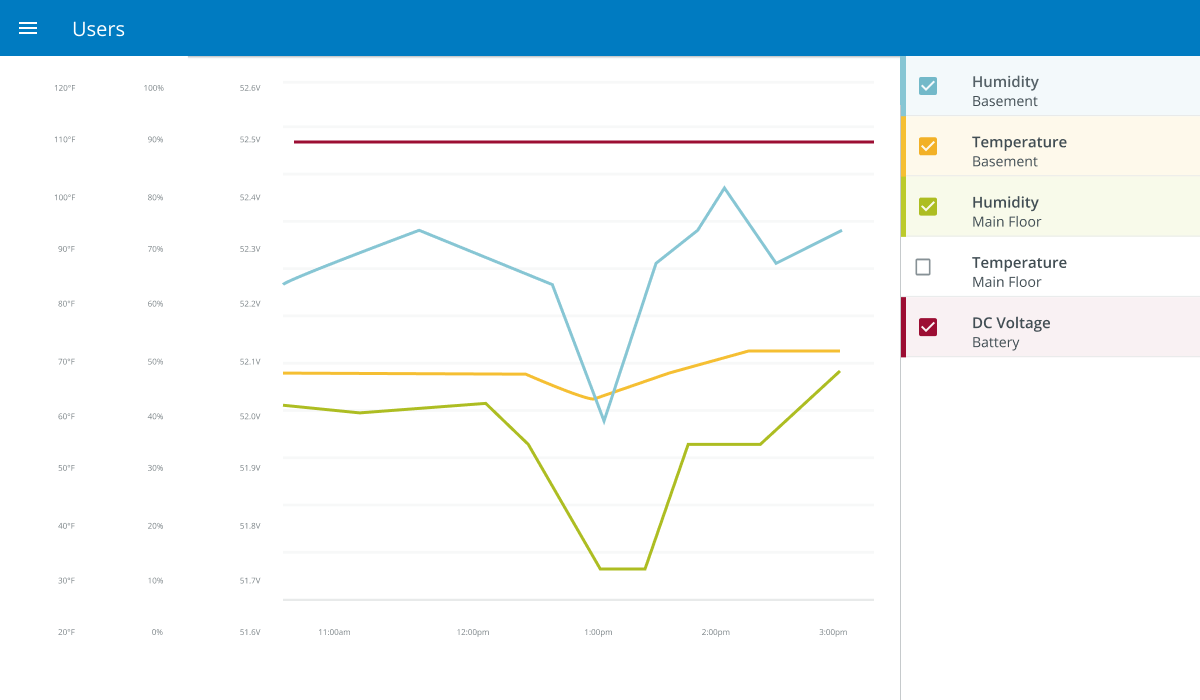 Users
120°F 100% 52.6V
110°F 90% 52.5V
100°F 80% 52.4V
90°F 70% 52.3V
80°F 60% 52.2V
70°F 50% 52.1V
60°F 40% 52.0V
50°F 30% 51.9V
40°F 20% 51.8V
30°F 10% 51.7V
20°F 0% 51.6V
11:00am 12:00pm 1:00pm 2:00pm 3:00pm
Humidity
Basement
Temperature
Basement
Humidity
Main Floor
Temperature
Main Floor
DC Voltage
Battery